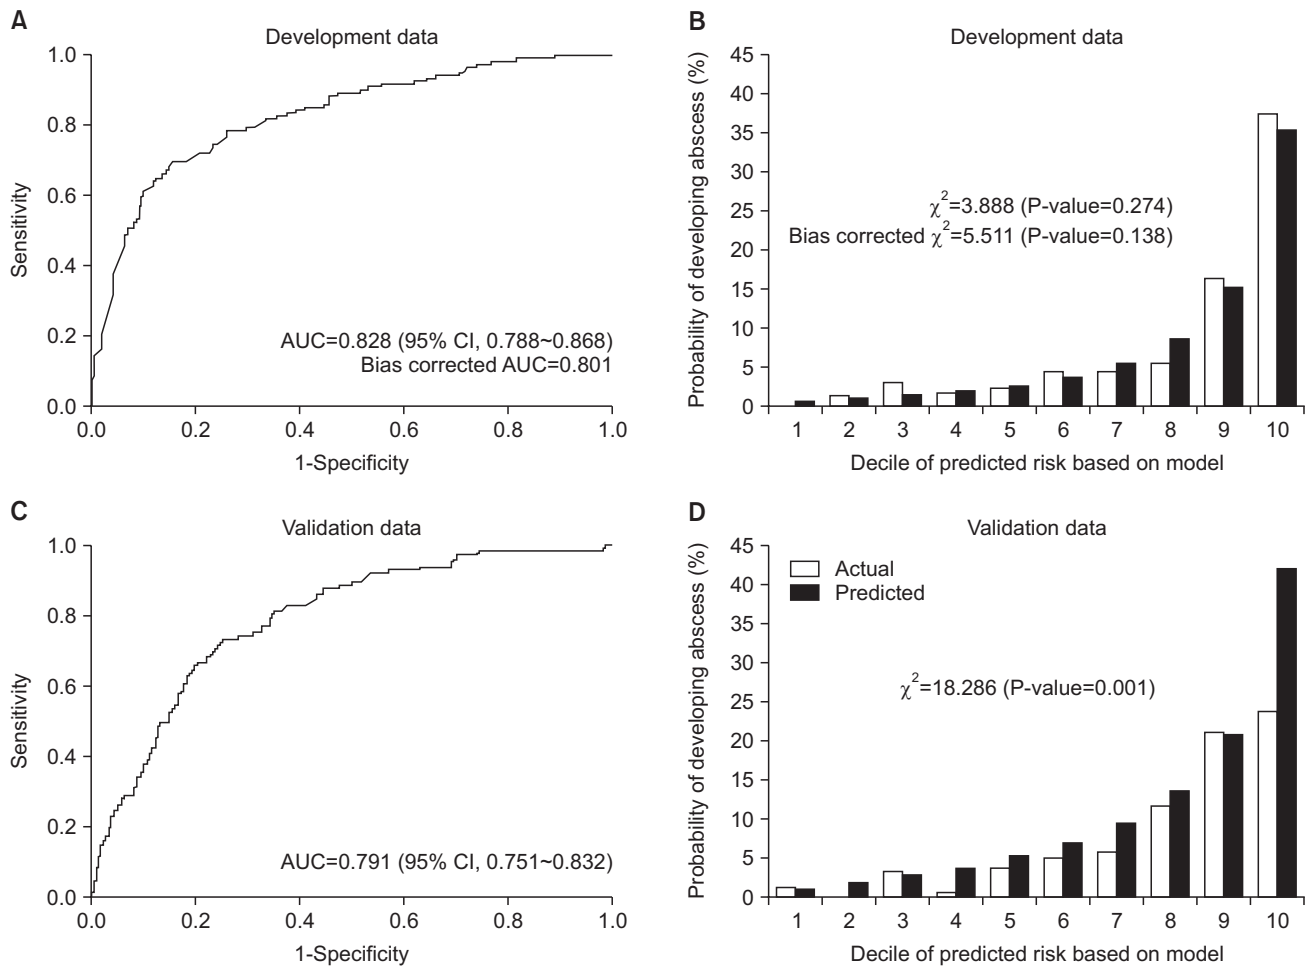 A
Development data
1.0
0.8
0.6
0.4
0.2
0.0
Sensitivity
AUC=0.828 (95% CI, 0.788~0.868)
Bias corrected AUC=0.801
0.0 0.2 0.4 0.6 0.8 1.0
1-Specificity
B
Development data
45
40
35
30
25
20
15
10
5
0
Probability of developing abscess (%)
χ²=3.888 (P-value=0.274)
Bias corrected χ²=5.511 (P-value=0.138)
1 2 3 4 5 6 7 8 9 10
Decile of predicted risk based on model
C
Validation data
1.0
0.8
0.6
0.4
0.2
0.0
Sensitivity
AUC=0.791 (95% CI, 0.751~0.832)
0.0 0.2 0.4 0.6 0.8 1.0
1-Specificity
D
Validation data
45
40
35
30
25
20
15
10
5
0
Probability of developing abscess (%)
Actual
Predicted
χ²=18.286 (P-value=0.001)
1 2 3 4 5 6 7 8 9 10
Decile of predicted risk based on model